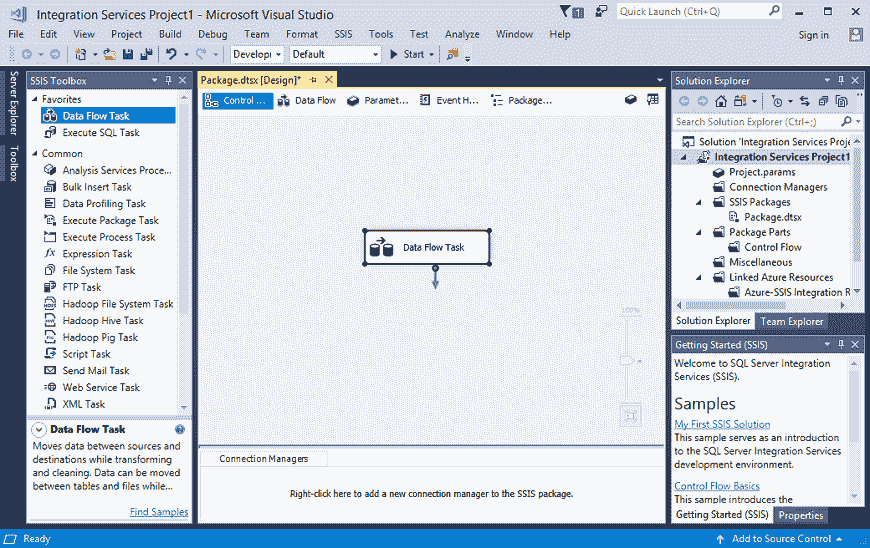 Integration Services Project1 - Microsoft Visual Studio
1
Quick Launch (Ctrl+Q)
File Edit View Project Build Debug Team Format SSIS Tools Test Analyze Window Help
Sign in
Developi Default Start
Server Explorer
Toolbox
SSIS Toolbox
Favorites
Data Flow Task
Execute SQL Task
Common
Analysis Services Proce...
Bulk Insert Task
Data Profiling Task
Execute Package Task
Execute Process Task
Expression Task
File System Task
FTP Task
Hadoop File System Task
Hadoop Hive Task
Hadoop Pig Task
Script Task
Send Mail Task
Web Service Task
XML Task
Data Flow Task
Moves data between sources and
destinations while transforming
and cleaning. Data can be moved
between tables and files while...
Find Samples
Package.dtsx [Design]*
Control ... Data Flow Paramet... Event H... Package...
Data Flow Task
100%
Connection Managers
Right-click here to add a new connection manager to the SSIS package.
Solution Explorer
Search Solution Explorer (Ctrl+;)
Solution 'Integration Services Proje
Integration Services Project1
Project.params
Connection Managers
SSIS Packages
Package.dtsx
Package Parts
Control Flow
Miscellaneous
Linked Azure Resources
Azure-SSIS Integration R
Solution Explorer Team Explorer
Getting Started (SSIS)
Welcome to SQL Server Integration
Services (SSIS).
Samples
My First SSIS Solution
This sample serves as an introduction
to the SQL Server Integration Services
development environment.
Control Flow Basics
This sample introduces the
Getting Started (SSIS) Properties
Ready
Add to Source Control